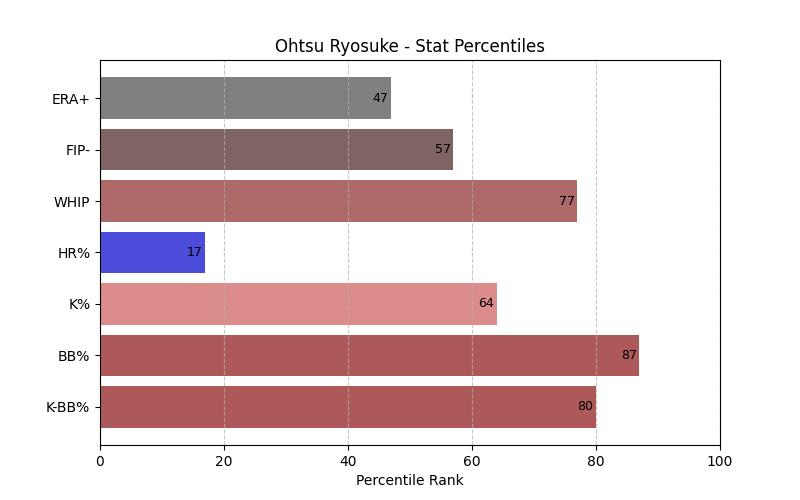 Ohtsu Ryosuke - Stat Percentiles
ERA+ 47
FIP- 57
WHIP 77
HR% 17
K% 64
BB% 87
K-BB% 80
0 20 40 60 80 100
Percentile Rank